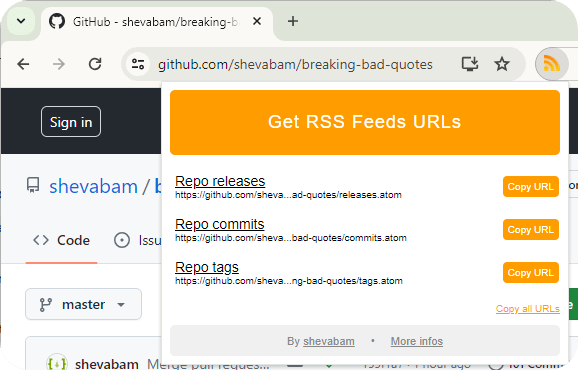 GitHub - shevabam/breaking-bad-qu
github.com/shevabam/breaking-bad-quotes
Sign in
Get RSS Feeds URLs
shevabam / b
Repo releases
https://github.com/sheva...ad-quotes/releases.atom
Copy URL
Repo commits
https://github.com/sheva...bad-quotes/commits.atom
Copy URL
Code
Issu
Repo tags
https://github.com/sheva...ng-bad-quotes/tags.atom
Copy URL
master
Copy all URLs
By shevabam • More infos
shevabam Merge pull reques